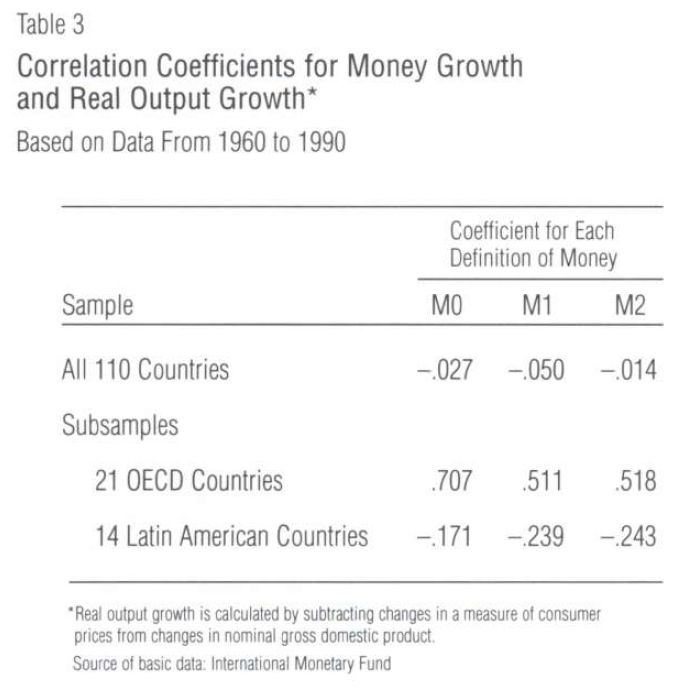 Table 3
Correlation Coefficients for Money Growth
and Real Output Growth*
Based on Data From 1960 to 1990
Coefficient for Each
Definition of Money
Sample M0 M1 M2
All 110 Countries –.027 –.050 –.014
Subsamples
21 OECD Countries .707 .511 .518
14 Latin American Countries –.171 –.239 –.243
*Real output growth is calculated by subtracting changes in a measure of consumer
prices from changes in nominal gross domestic product.
Source of basic data: International Monetary Fund